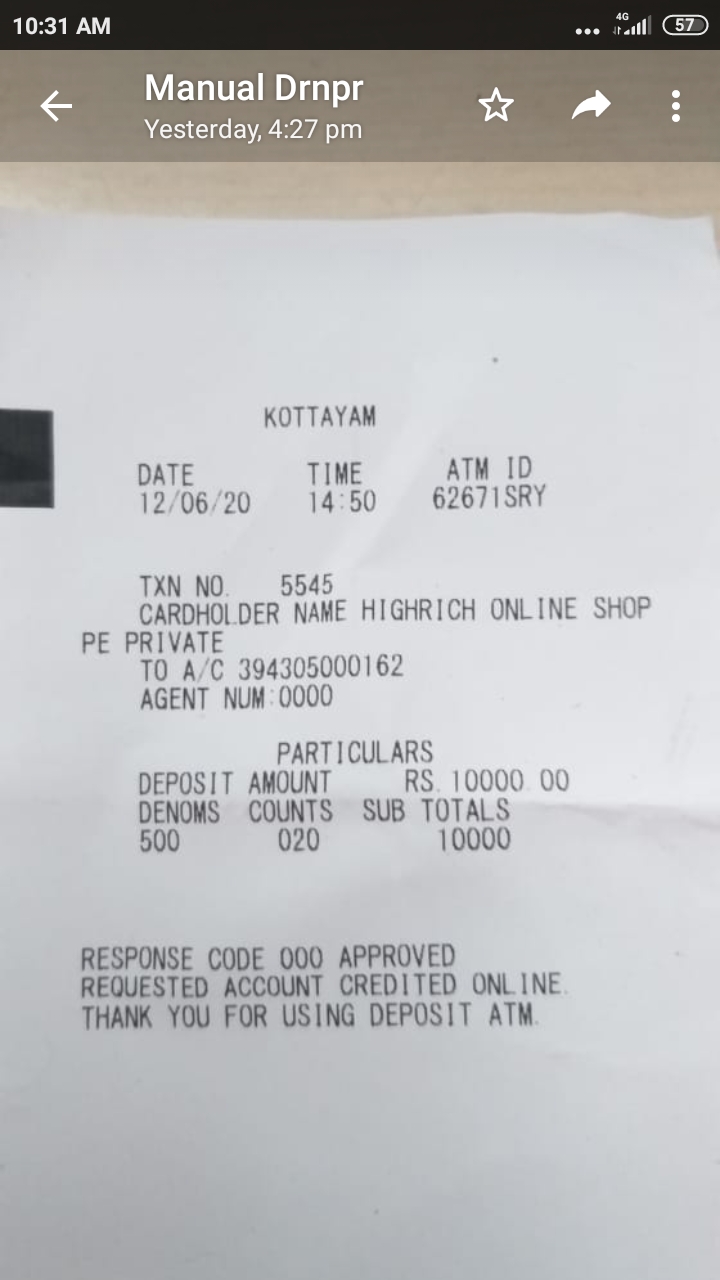 10:31 AM
4G
57
Manual Drnpr
Yesterday, 4:27 pm
KOTTAYAM
DATE TIME ATM ID
12/06/20 14:50 62671SRY
TXN NO. 5545
CARDHOLDER NAME HIGHRICH ONLINE SHOP
PE PRIVATE
TO A/C 394305000162
AGENT NUM:0000
PARTICULARS
DEPOSIT AMOUNT RS. 10000.00
DENOMS COUNTS SUB TOTALS
500 020 10000
RESPONSE CODE 000 APPROVED
REQUESTED ACCOUNT CREDITED ONLINE.
THANK YOU FOR USING DEPOSIT ATM.